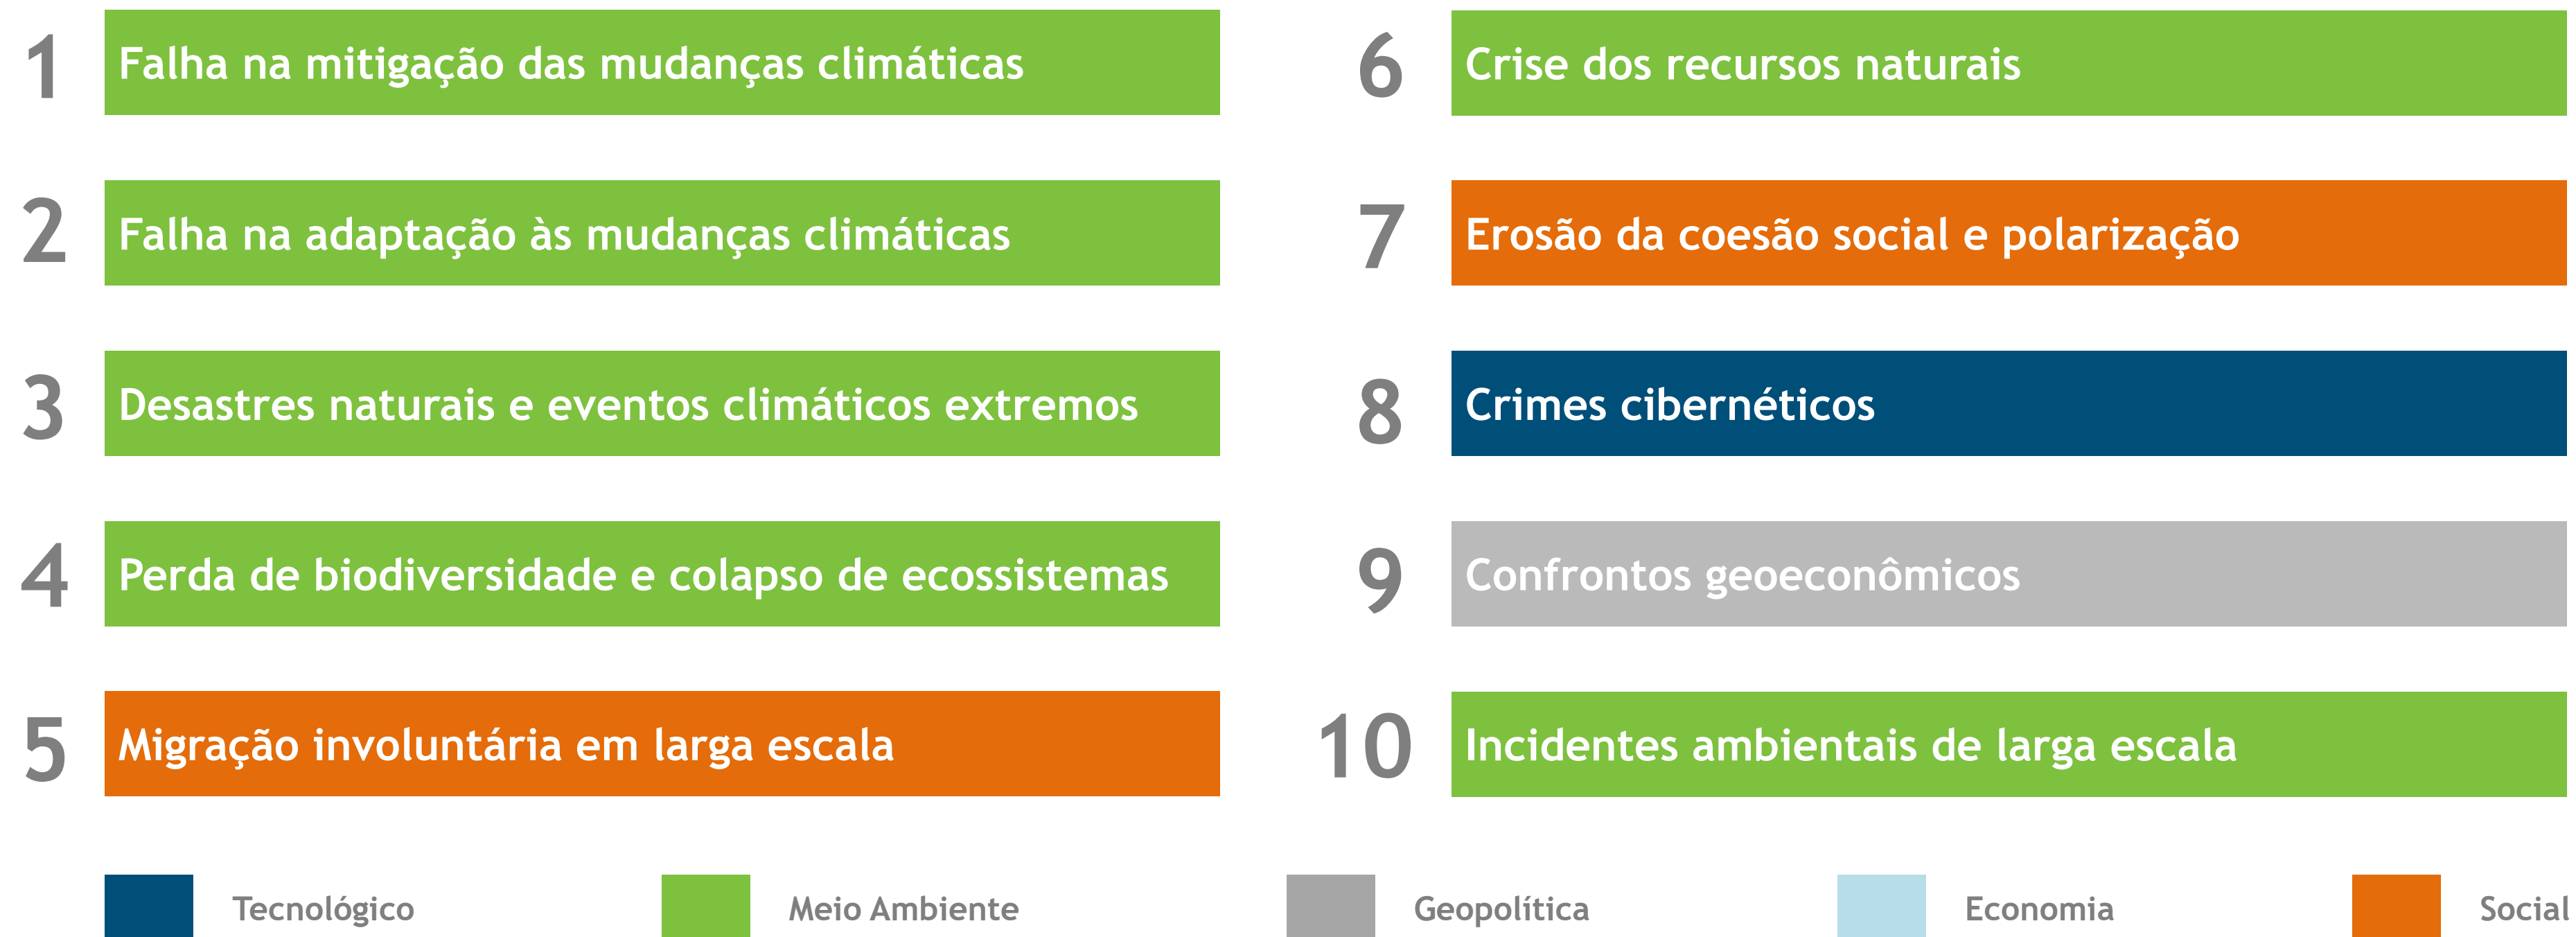 1 Falha na mitigação das mudanças climáticas
2 Falha na adaptação às mudanças climáticas
3 Desastres naturais e eventos climáticos extremos
4 Perda de biodiversidade e colapso de ecossistemas
5 Migração involuntária em larga escala
6 Crise dos recursos naturais
7 Erosão da coesão social e polarização
8 Crimes cibernéticos
9 Confrontos geoeconômicos
10 Incidentes ambientais de larga escala
Tecnológico
Meio Ambiente
Geopolítica
Economia
Social